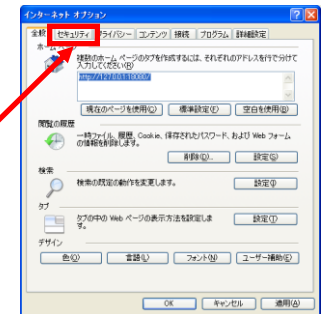 インターネット オプション
全般 セキュリティ プライバシー コンテンツ 接続 プログラム 詳細設定
ホーム ページ
複数のホーム ページのタブを作成するには、それぞれのアドレスを行で分けて
入力してください(R)
現在のページを使用(C) 標準設定(F) 空白を使用(B)
閲覧の履歴
一時ファイル、履歴、Cookie、保存されたパスワード、および Web フォーム
の情報を削除します。
削除(D)... 設定(S)
検索
検索の既定の動作を変更します。
設定(I)
タブ
タブの中の Web ページの表示方法を設定しま
す。
設定(T)
デザイン
色(O) 言語(L) フォント(N) ユーザー補助(E)
OK キャンセル 適用(A)